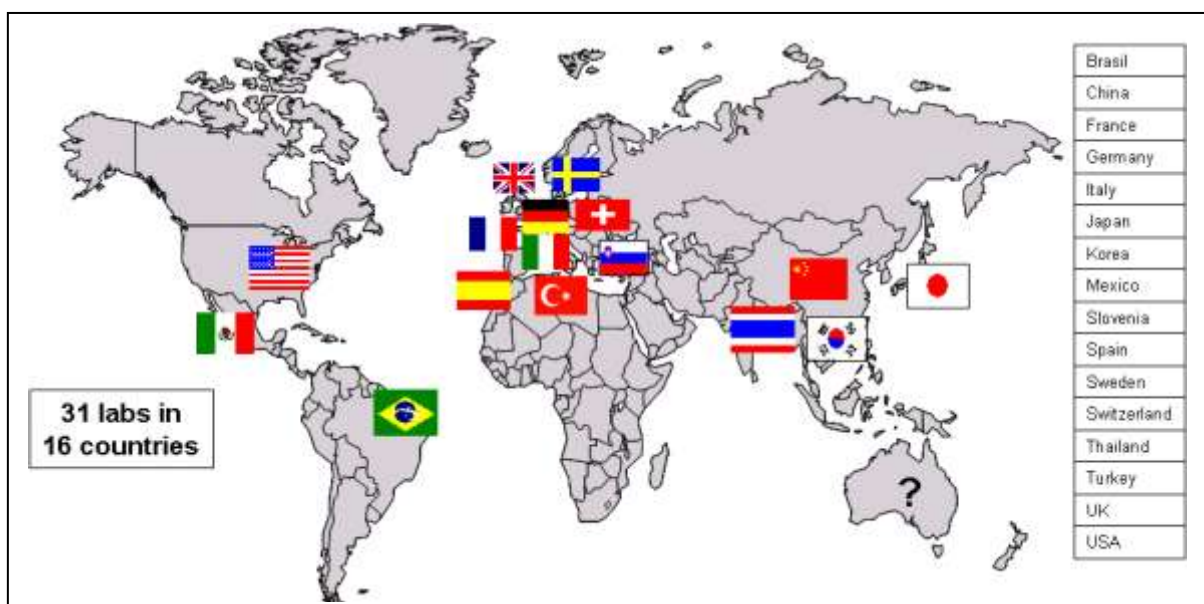 31 labs in
16 countries
?
Brasil
China
France
Germany
Italy
Japan
Korea
Mexico
Slovenia
Spain
Sweden
Switzerland
Thailand
Turkey
UK
USA